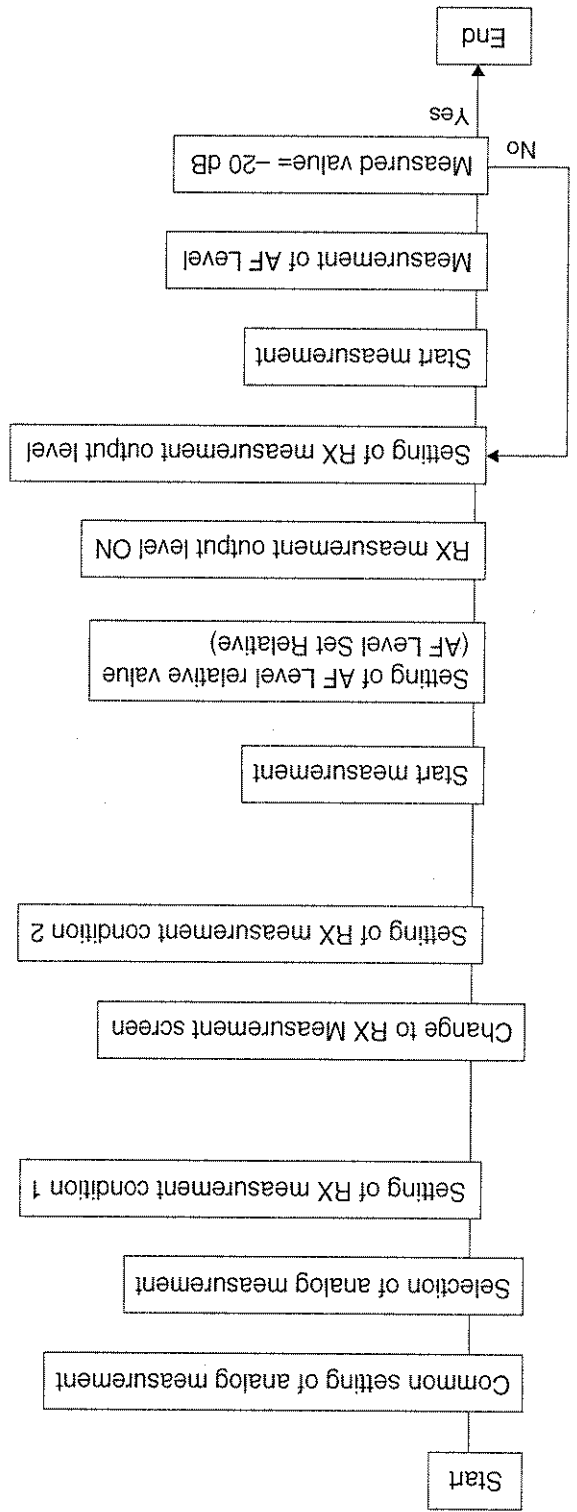 Start
Common setting of analog measurement
Selection of analog measurement
Setting of RX measurement condition 1
Change to RX Measurement screen
Setting of RX measurement condition 2
Start measurement
Setting of AF Level relative value
(AF Level Set Relative)
RX measurement output level ON
Setting of RX measurement output level
Start measurement
Measurement of AF Level
Measured value= –20 dB
No
Yes
End